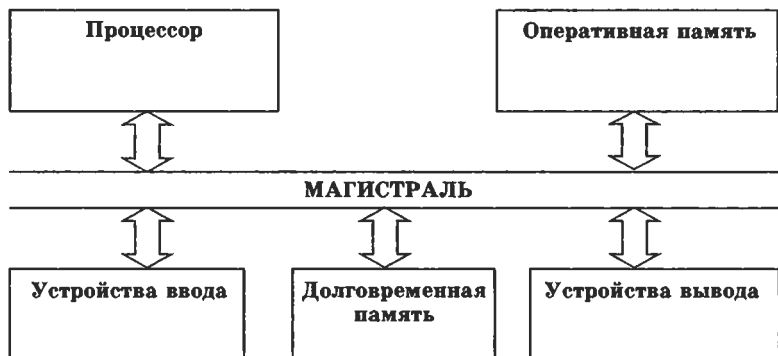 Процессор
Оперативная память
МАГИСТРАЛЬ
Устройства ввода
Долговременная
память
Устройства вывода